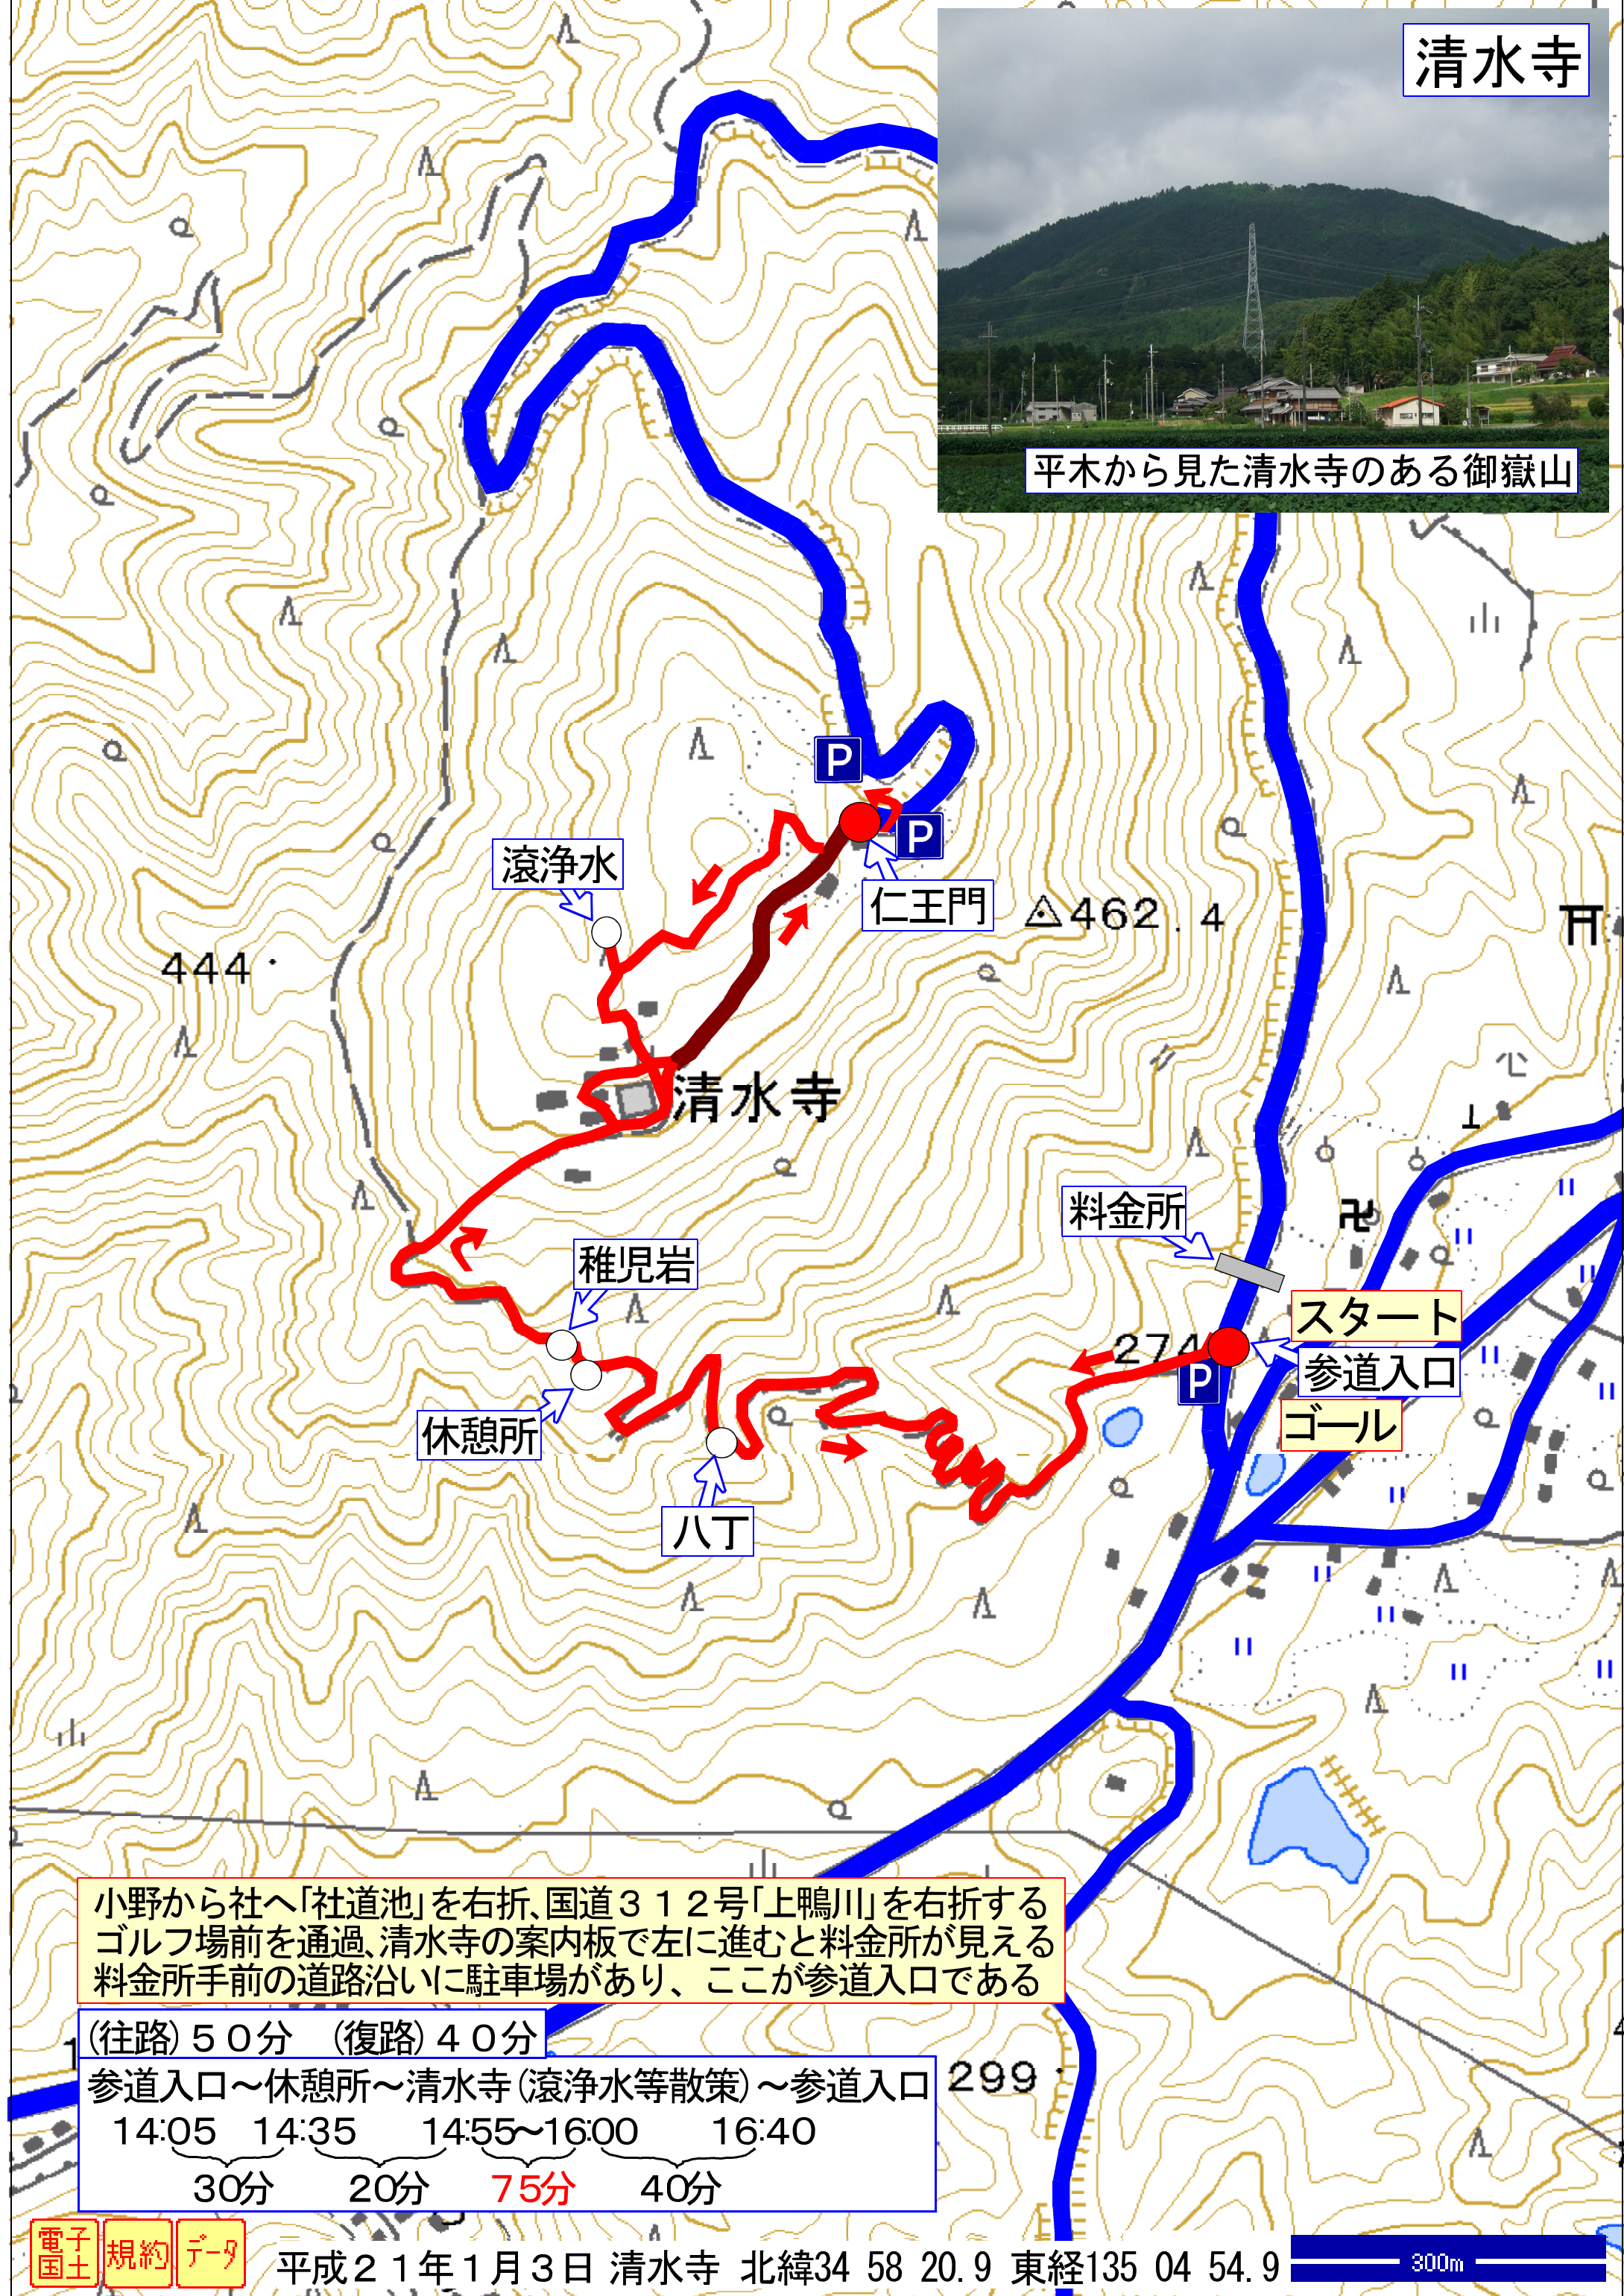 清水寺
平木から見た清水寺のある御嶽山
P
滾浄水
P
仁王門
462.4
444
清水寺
料金所
稚児岩
274
スタート
参道入口
P
ゴール
休憩所
八丁
小野から社へ「社道池」を右折、国道３１２号「上鴨川」を右折する
ゴルフ場前を通過、清水寺の案内板で左に進むと料金所が見える
料金所手前の道路沿いに駐車場があり、ここが参道入口である
(往路)５０分　(復路)４０分
参道入口～休憩所～清水寺(滾浄水等散策)～参道入口
299
14:05 14:35 14:55～16:00 16:40
30分 20分 75分 40分
電子国土 規約 データ
平成２１年１月３日 清水寺 北緯34 58 20.9 東経135 04 54.9
300m